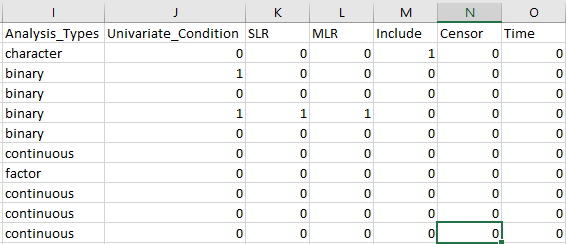 I J K L M N O
Analysis_Types Univariate_Condition SLR MLR Include Censor Time
character 0 0 0 1 0 0
binary 1 0 0 0 0 0
binary 0 0 0 0 0 0
binary 1 1 1 0 0 0
binary 0 0 0 0 0 0
continuous 0 0 0 0 0 0
factor 0 0 0 0 0 0
continuous 0 0 0 0 0 0
continuous 0 0 0 0 0 0
continuous 0 0 0 0 0 0